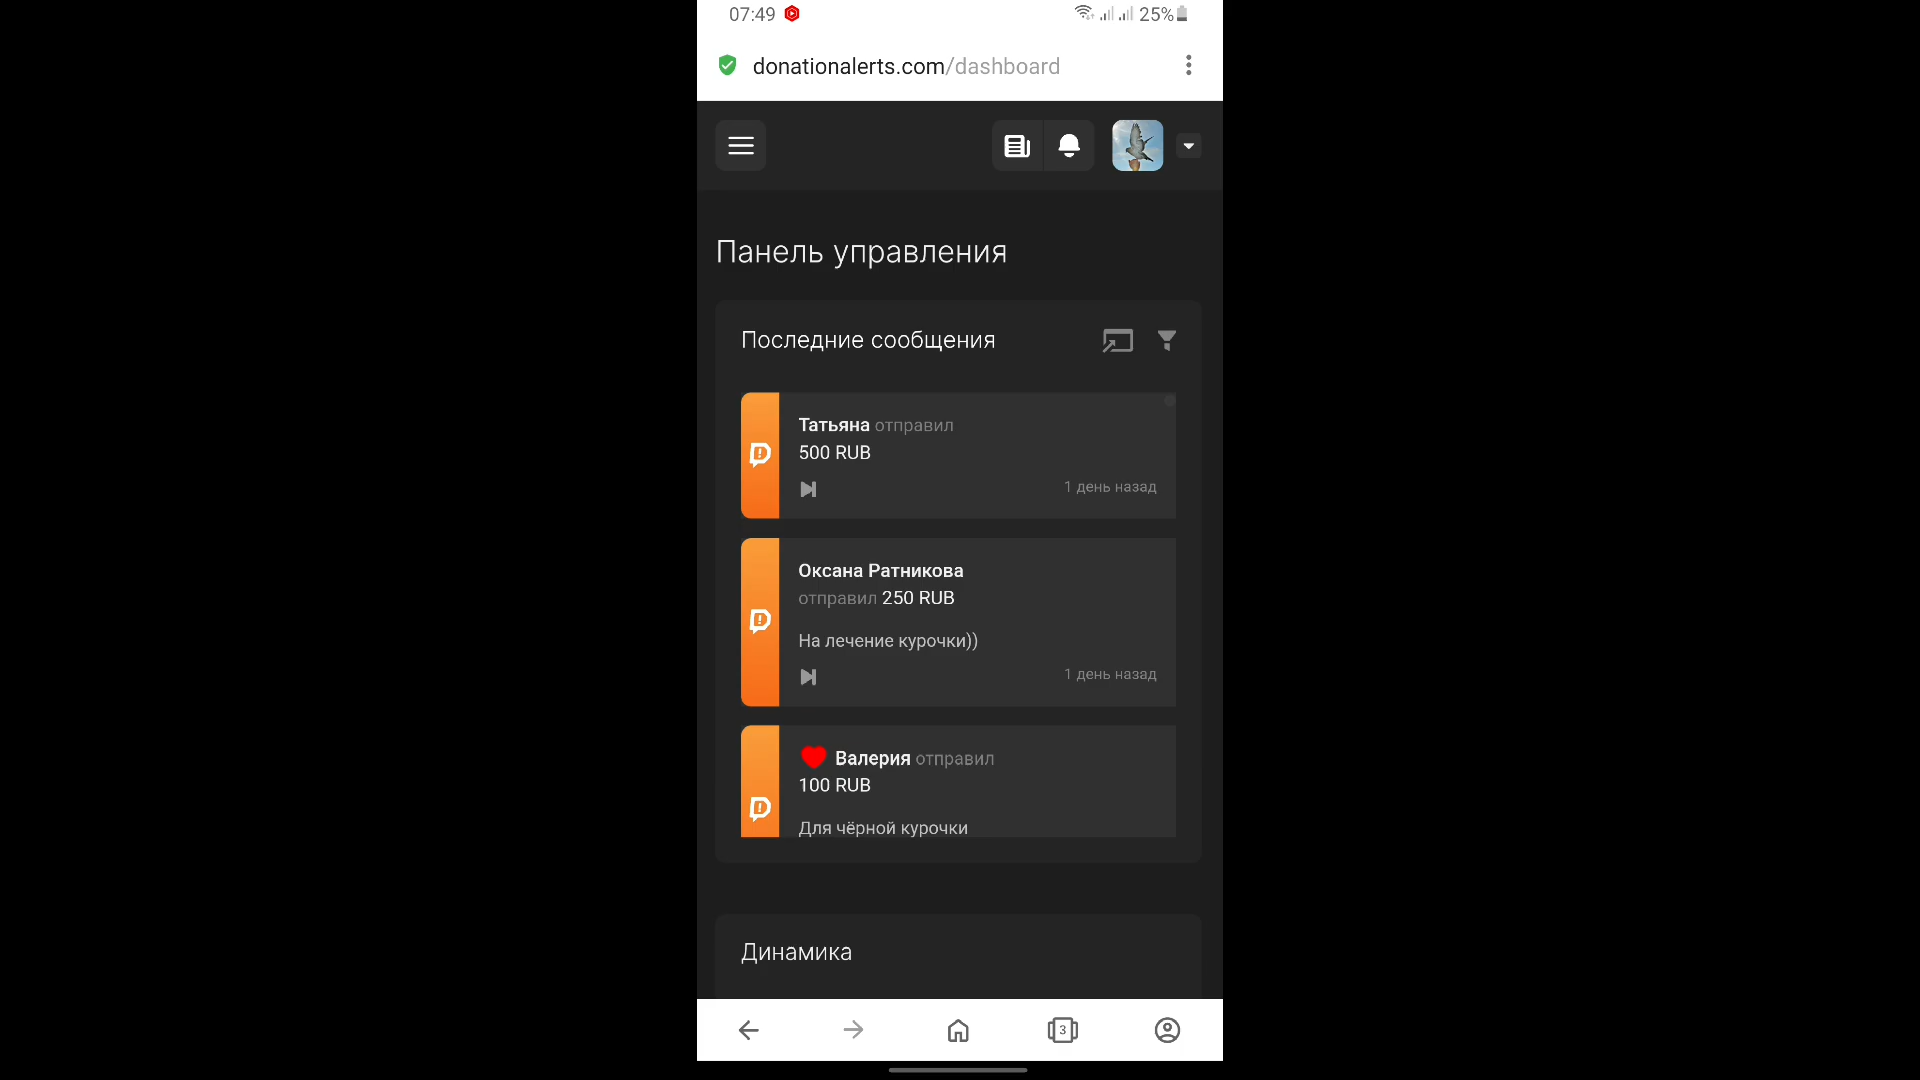 07:49
25%
donationalerts.com/dashboard
Панель управления
Последние сообщения
Татьяна отправил
500 RUB
1 день назад
Оксана Ратникова
отправил 250 RUB
На лечение курочки))
1 день назад
Валерия отправил
100 RUB
Для чёрной курочки
Динамика
3